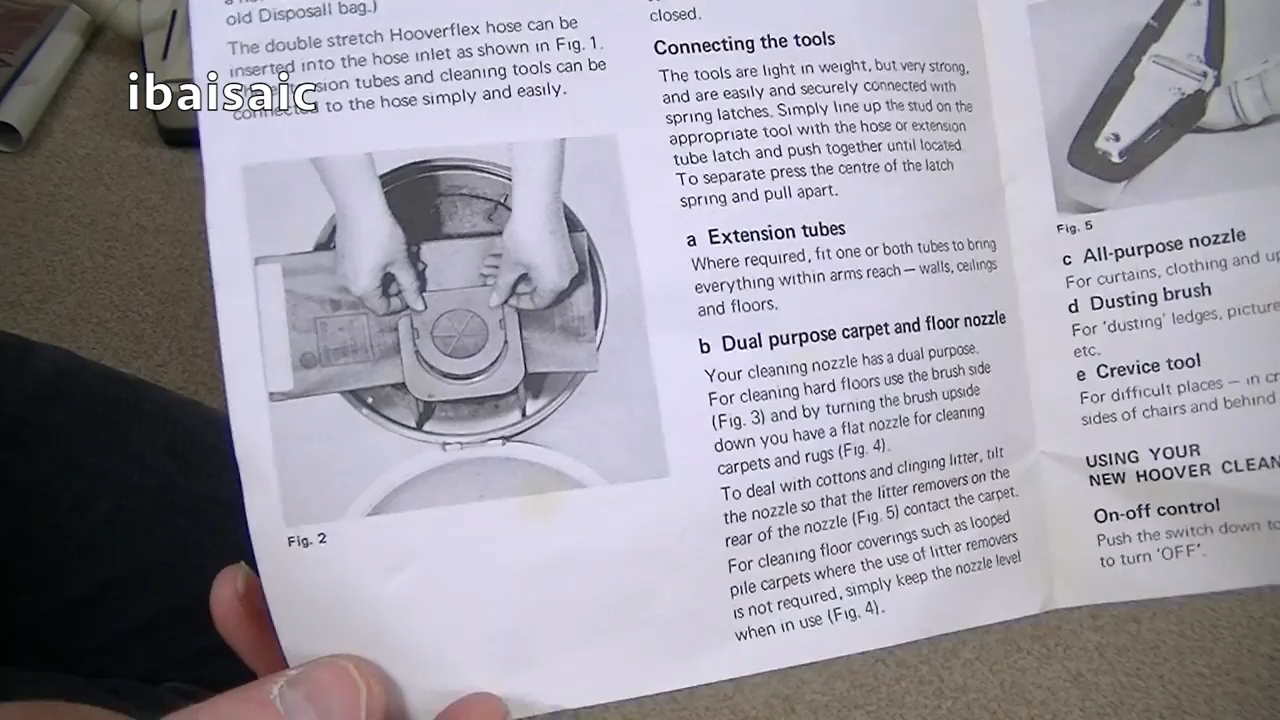 old Disposall bag.)
The double stretch Hooverflex hose can be
inserted into the hose inlet as shown in Fig. 1.
sion tubes and cleaning tools can be
connected to the hose simply and easily.
ibaisaic
Fig. 2
closed.
Connecting the tools
The tools are light in weight, but very strong,
and are easily and securely connected with
spring latches. Simply line up the stud on the
appropriate tool with the hose or extension
tube latch and push together until located.
To separate press the centre of the latch
spring and pull apart.
a Extension tubes
Where required, fit one or both tubes to bring
everything within arms reach — walls, ceilings
and floors.
b Dual purpose carpet and floor nozzle
Your cleaning nozzle has a dual purpose.
For cleaning hard floors use the brush side
(Fig. 3) and by turning the brush upside
down you have a flat nozzle for cleaning
carpets and rugs (Fig. 4).
To deal with cottons and clinging litter, tilt
the nozzle so that the litter removers on the
rear of the nozzle (Fig. 5) contact the carpet.
For cleaning floor coverings such as looped
pile carpets where the use of litter removers
is not required, simply keep the nozzle level
when in use (Fig. 4).
Fig. 5
c All-purpose nozzle
For curtains, clothing and up
d Dusting brush
For 'dusting' ledges, picture
etc.
e Crevice tool
For difficult places — in cr
sides of chairs and behind
USING YOUR
NEW HOOVER CLEAN
On-off control
Push the switch down to
to turn 'OFF'.